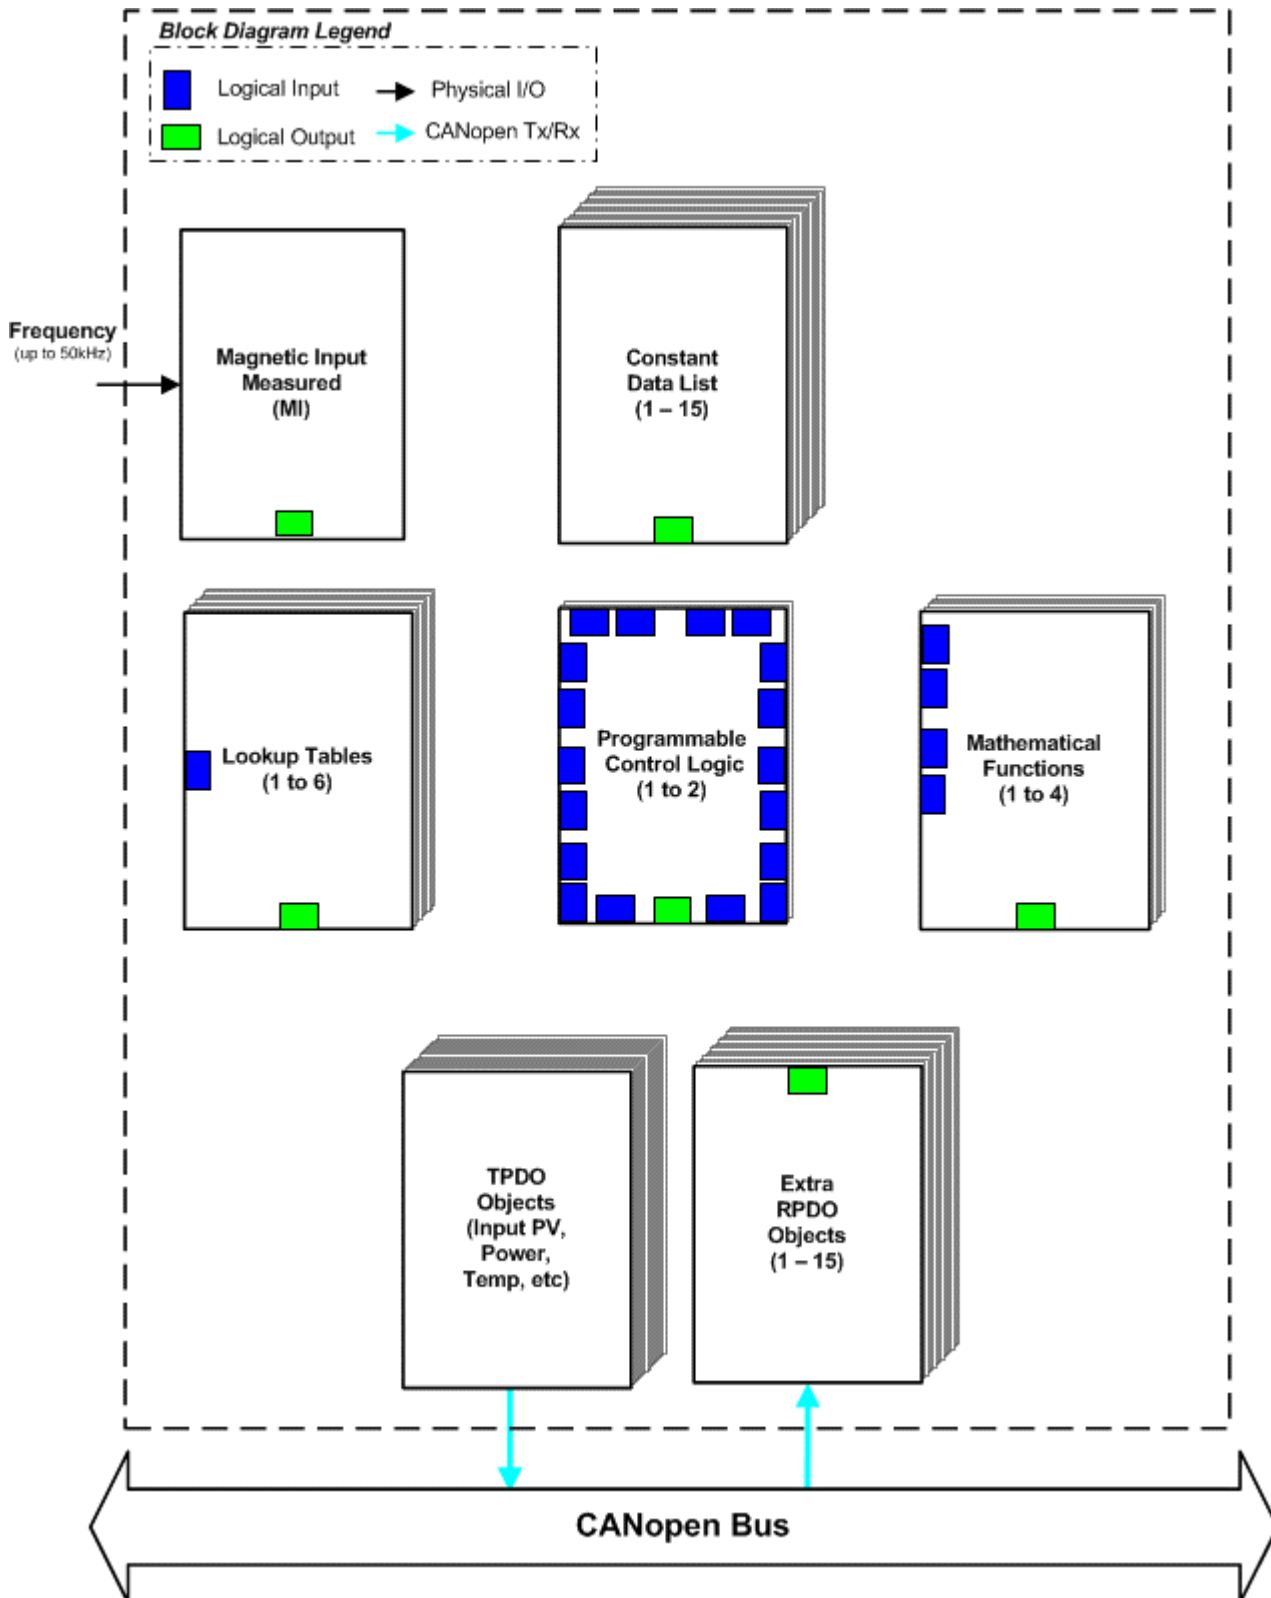 Block Diagram Legend
Logical Input
Physical I/O
Logical Output
CANopen Tx/Rx
Frequency
(up to 50kHz)
Magnetic Input
Measured
(MI)
Constant
Data List
(1 – 15)
Lookup Tables
(1 to 6)
Programmable
Control Logic
(1 to 2)
Mathematical
Functions
(1 to 4)
TPDO
Objects
(Input PV,
Power,
Temp, etc)
Extra
RPDO
Objects
(1 – 15)
CANopen Bus